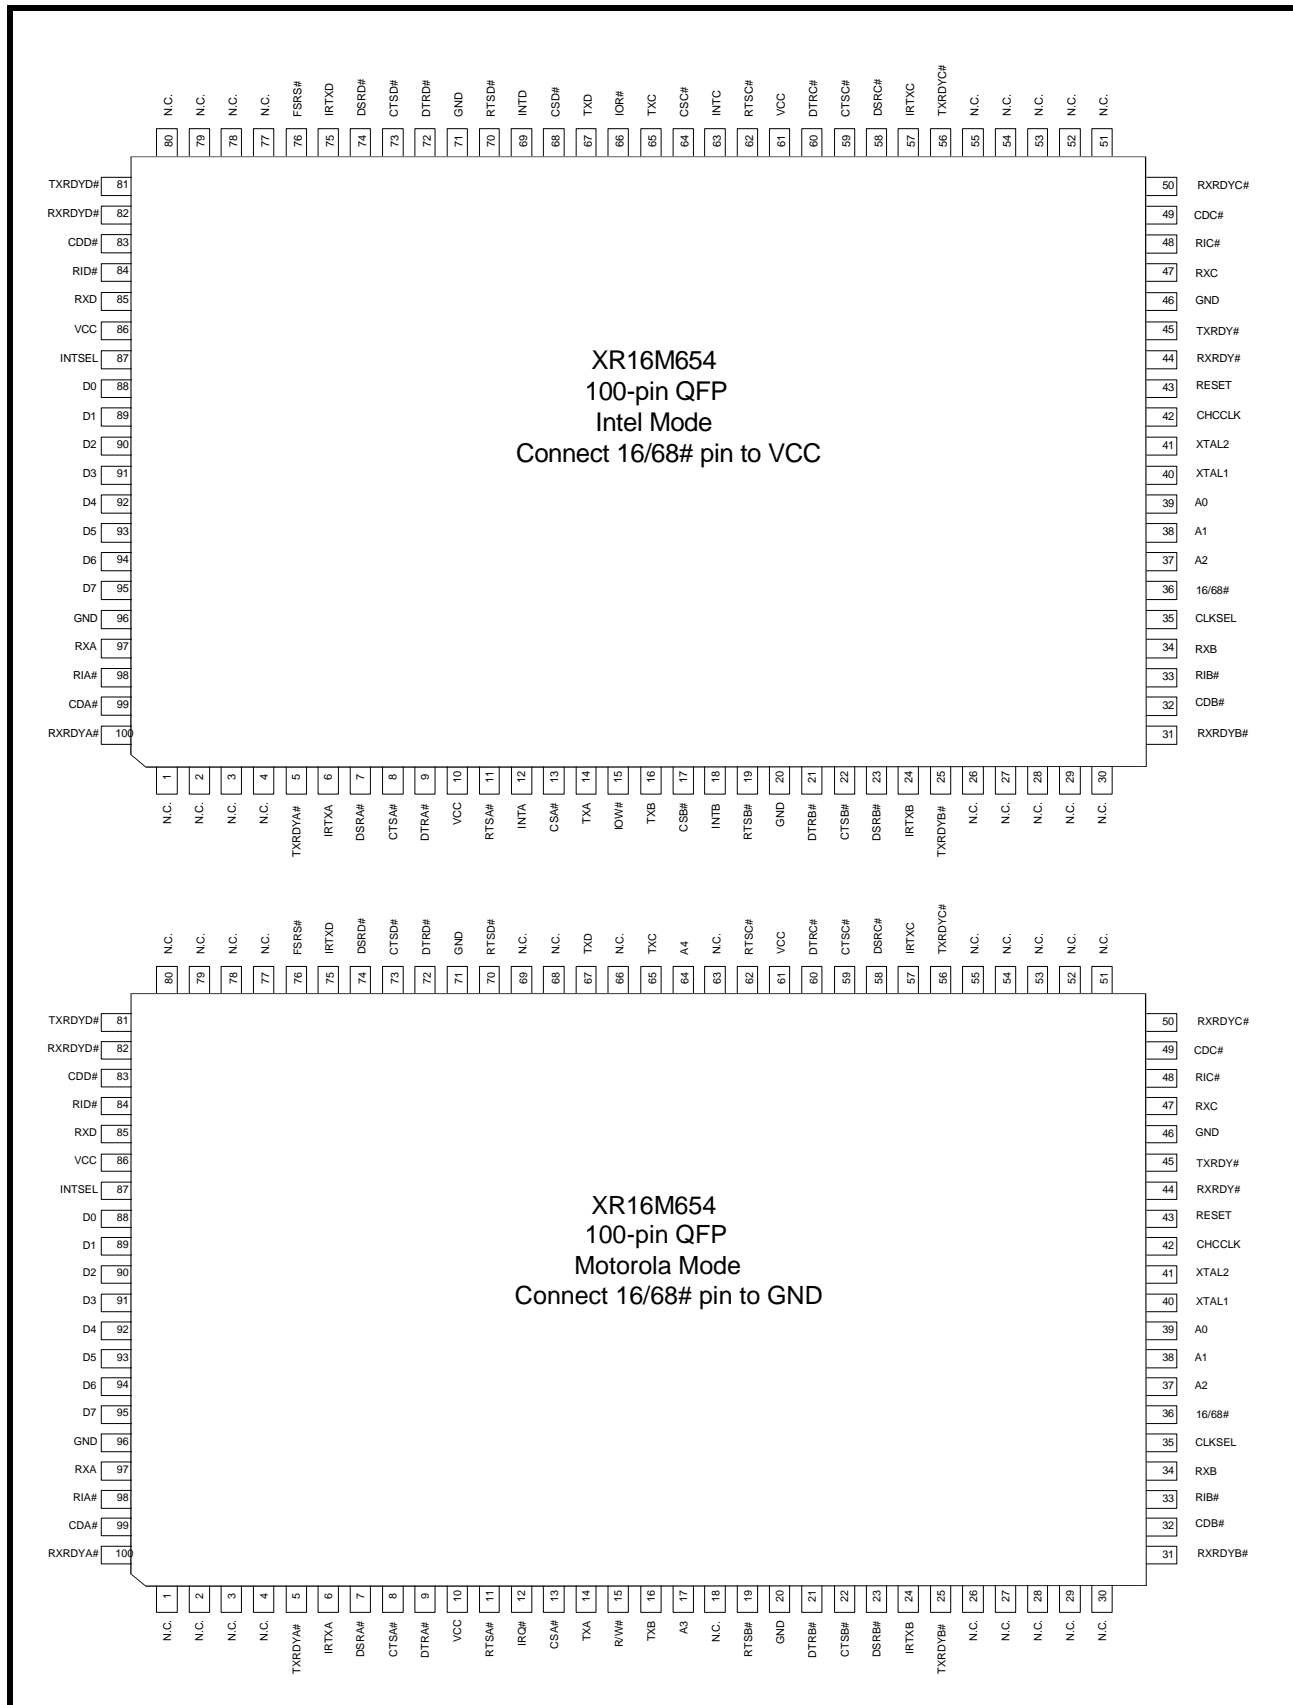 N.C. N.C. N.C. N.C. FSRS# IRTXD DSRD# CTSD# DTRD# GND RTSD# INTD CSD# TXD IOR# TXC CSC# INTC RTSC# VCC DTRC# CTSC# DSRC# IRTXC TXRDYC# N.C. N.C. N.C. N.C. N.C.
80 79 78 77 76 75 74 73 72 71 70 69 68 67 66 65 64 63 62 61 60 59 58 57 56 55 54 53 52 51
TXRDYD# 81 50 RXRDYC#
RXRDYD# 82 49 CDC#
CDD# 83 48 RIC#
RID# 84 47 RXC
RXD 85 46 GND
VCC 86 45 TXRDY#
INTSEL 87 44 RXRDY#
D0 88 43 RESET
D1 89 42 CHCCLK
D2 90 41 XTAL2
D3 91 40 XTAL1
D4 92 39 A0
D5 93 38 A1
D6 94 37 A2
D7 95 36 16/68#
GND 96 35 CLKSEL
RXA 97 34 RXB
RIA# 98 33 RIB#
CDA# 99 32 CDB#
RXRDYA# 100 31 RXRDYB#
XR16M654
100-pin QFP
Intel Mode
Connect 16/68# pin to VCC
1 2 3 4 5 6 7 8 9 10 11 12 13 14 15 16 17 18 19 20 21 22 23 24 25 26 27 28 29 30
N.C. N.C. N.C. N.C. TXRDYA# IRTXA DSRA# CTSA# DTRA# VCC RTSA# INTA CSA# TXA IOW# TXB CSB# INTB RTSB# GND DTRB# CTSB# DSRB# IRTXB TXRDYB# N.C. N.C. N.C. N.C. N.C.
N.C. N.C. N.C. N.C. FSRS# IRTXD DSRD# CTSD# DTRD# GND RTSD# N.C. N.C. TXD N.C. TXC A4 N.C. RTSC# VCC DTRC# CTSC# DSRC# IRTXC TXRDYC# N.C. N.C. N.C. N.C. N.C.
80 79 78 77 76 75 74 73 72 71 70 69 68 67 66 65 64 63 62 61 60 59 58 57 56 55 54 53 52 51
TXRDYD# 81 50 RXRDYC#
RXRDYD# 82 49 CDC#
CDD# 83 48 RIC#
RID# 84 47 RXC
RXD 85 46 GND
VCC 86 45 TXRDY#
INTSEL 87 44 RXRDY#
D0 88 43 RESET
D1 89 42 CHCCLK
D2 90 41 XTAL2
D3 91 40 XTAL1
D4 92 39 A0
D5 93 38 A1
D6 94 37 A2
D7 95 36 16/68#
GND 96 35 CLKSEL
RXA 97 34 RXB
RIA# 98 33 RIB#
CDA# 99 32 CDB#
RXRDYA# 100 31 RXRDYB#
XR16M654
100-pin QFP
Motorola Mode
Connect 16/68# pin to GND
1 2 3 4 5 6 7 8 9 10 11 12 13 14 15 16 17 18 19 20 21 22 23 24 25 26 27 28 29 30
N.C. N.C. N.C. N.C. TXRDYA# IRTXA DSRA# CTSA# DTRA# VCC RTSA# IRQ# CSA# TXA R/W# TXB A3 N.C. RTSB# GND DTRB# CTSB# DSRB# IRTXB TXRDYB# N.C. N.C. N.C. N.C. N.C.